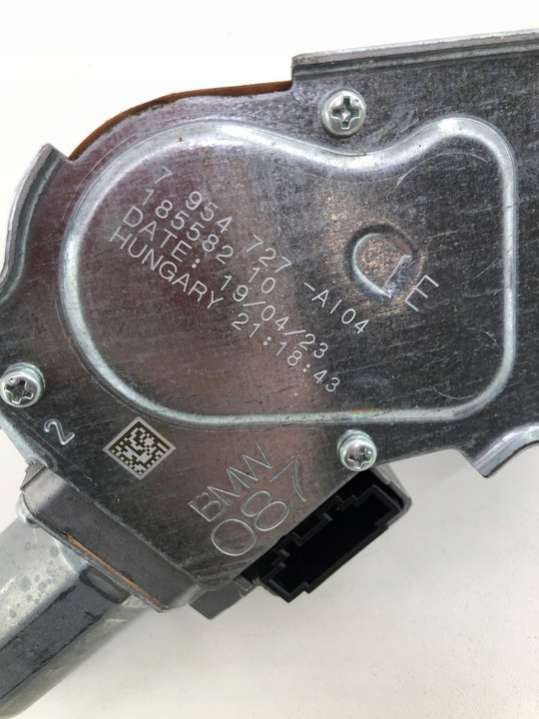 7 954 727 -AI04
185582 10
DATE: 19/04/23
HUNGARY 21:18:43
CE
2
BMW
087